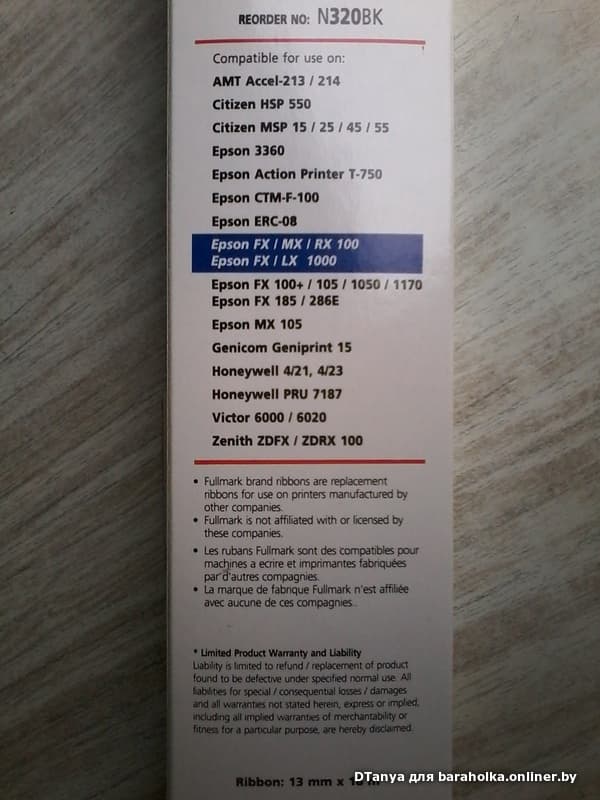 REORDER NO: N320BK
Compatible for use on:
AMT Accel-213 / 214
Citizen HSP 550
Citizen MSP 15 / 25 / 45 / 55
Epson 3360
Epson Action Printer T-750
Epson CTM-F-100
Epson ERC-08
Epson FX / MX / RX 100
Epson FX / LX 1000
Epson FX 100+ / 105 / 1050 / 1170
Epson FX 185 / 286E
Epson MX 105
Genicom Geniprint 15
Honeywell 4/21, 4/23
Honeywell PRU 7187
Victor 6000 / 6020
Zenith ZDFX / ZDRX 100
• Fullmark brand ribbons are replacement
ribbons for use on printers manufactured by
other companies.
• Fullmark is not affiliated with or licensed by
these companies.
• Les rubans Fullmark sont des compatibles pour
machines a ecrire et imprimantes fabriquées
par d'autres compagnies.
• La marque de fabrique Fullmark n'est affiliée
avec aucune de ces compagnies.
* Limited Product Warranty and Liability
Liability is limited to refund / replacement of product
found to be defective under specified normal use. All
liabilities for special / consequential losses / damages
and all warranties not stated herein, express or implied,
including all implied warranties of merchantability or
fitness for a particular purpose, are hereby disclaimed.
Ribbon: 13 mm x
DTanya для baraholka.onliner.by